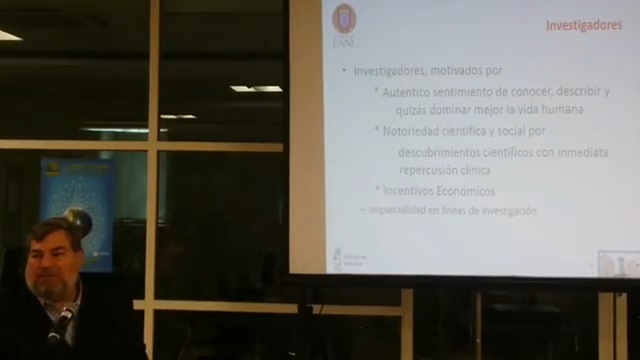 UANL
Investigadores
• Investigadores, motivados por
* Auténtico sentimiento de conocer, describir y
quizás dominar mejor la vida humana
* Notoriedad científica y social por
descubrimientos científicos con inmediata
repercusión clínica
* Incentivos Económicos
– Imparcialidad en líneas de investigación